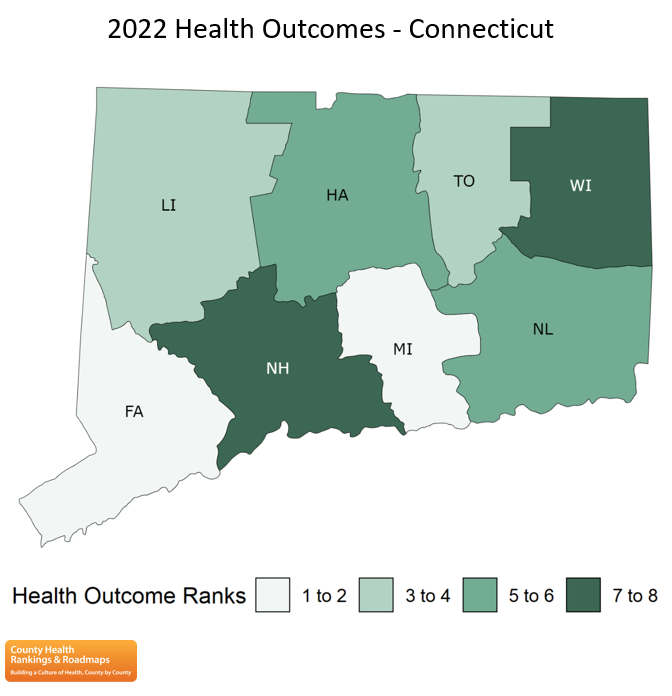 2022 Health Outcomes - Connecticut
LI
HA
TO
WI
NH
MI
NL
FA
Health Outcome Ranks 1 to 2 3 to 4 5 to 6 7 to 8
County Health
Rankings & Roadmaps
Building a Culture of Health, County by County